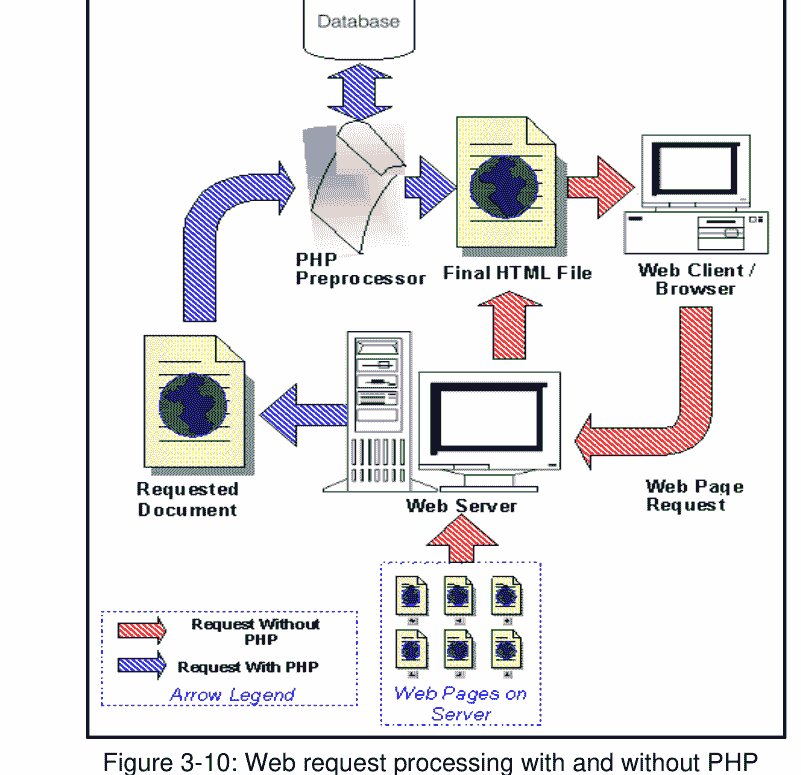 Database
PHP
Preprocessor
Final HTML File
Web Client /
Browser
Requested
Document
Web Server
Web Page
Request
Request Without
PHP
Request With PHP
Arrow Legend
Web Pages on
Server
Figure 3-10: Web request processing with and without PHP